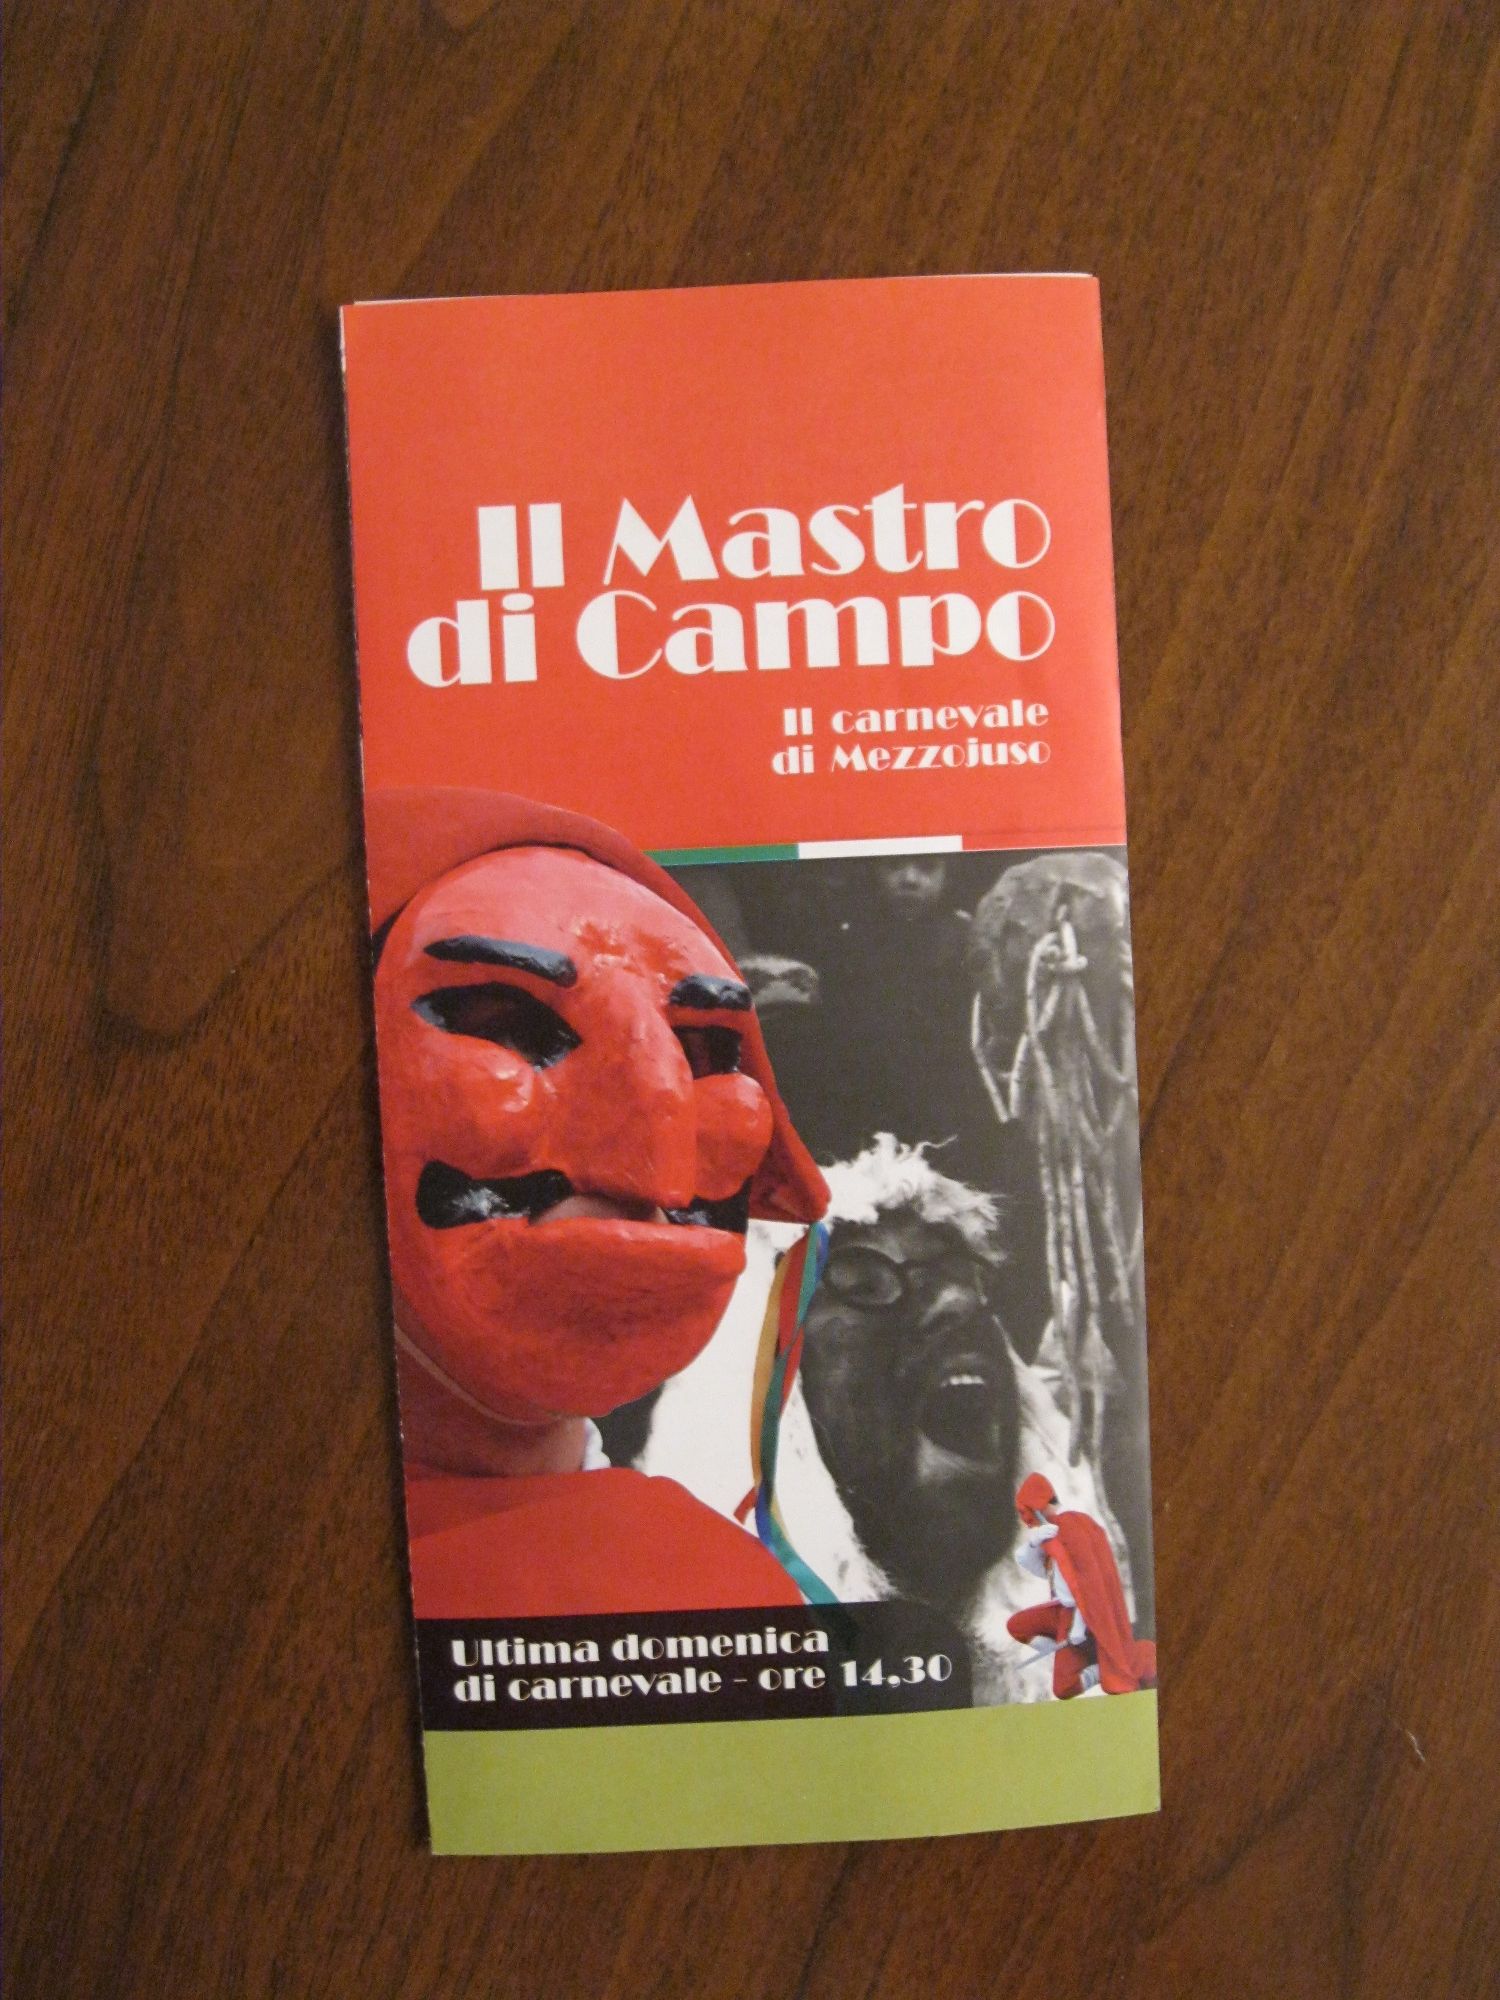 Il Mastro
di Campo
Il carnevale
di Mezzojuso
Ultima domenica
di carnevale - ore 14,30